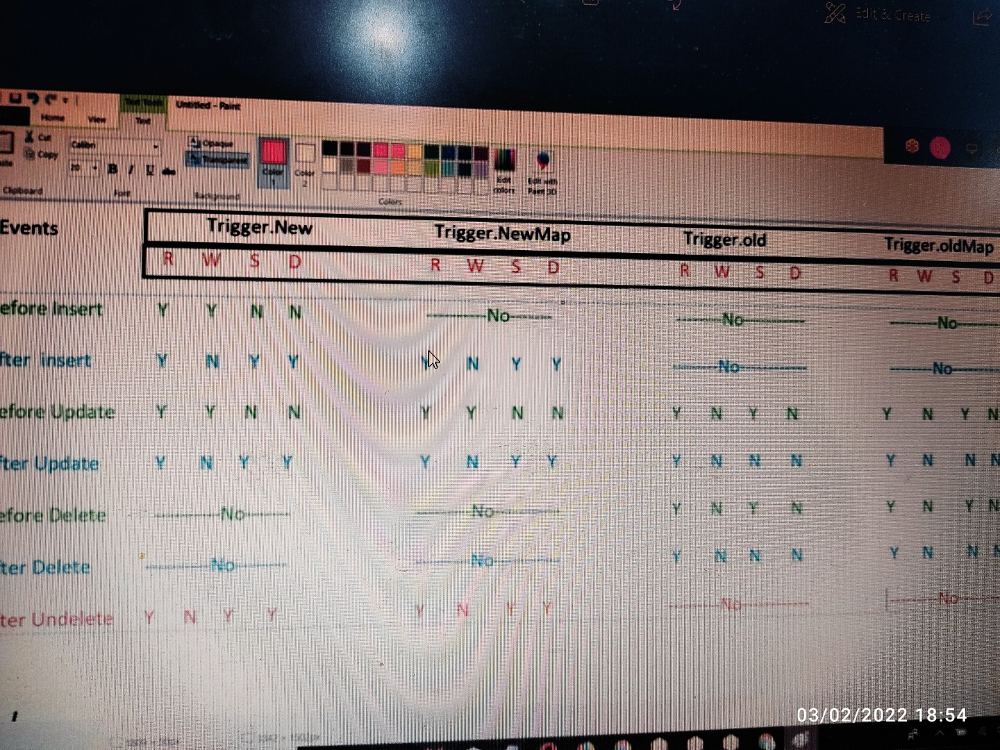 Edit & Create
Untitled - Paint
Home View Text
Cut
Copy
Calibri
20 B I U abc
Opaque
Transparent
Color 1
Color 2
Edit colors
Edit with Paint 3D
Clipboard Font Background Colors
Events Trigger.New Trigger.NewMap Trigger.old Trigger.oldMap
R W S D R W S D R W S D R W S D
efore Insert Y Y N N -----------No-------- ---------No----------- ---------No---------
fter insert Y N Y Y Y N Y Y ---------No----------- ---------No---------
efore Update Y Y N N Y Y N N Y N Y N Y N Y N
fter Update Y N Y Y Y N Y Y Y N N N Y N N N
efore Delete -----------No-------- -----------No-------- Y N Y N Y N Y N
ter Delete -----------No-------- -----------No-------- Y N N N Y N N N
ter Undelete Y N Y Y Y N Y Y ---------No----------- ---------No---------
03/02/2022 18:54